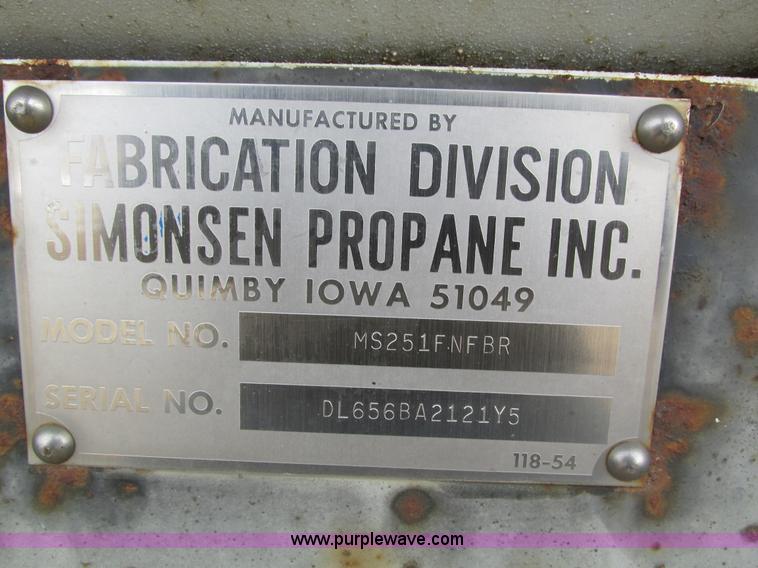 MANUFACTURED BY
FABRICATION DIVISION
SIMONSEN PROPANE INC.
QUIMBY IOWA 51049
MODEL NO. MS251FNFBR
SERIAL NO. DL656BA2121Y5
118-54
www.purplewave.com